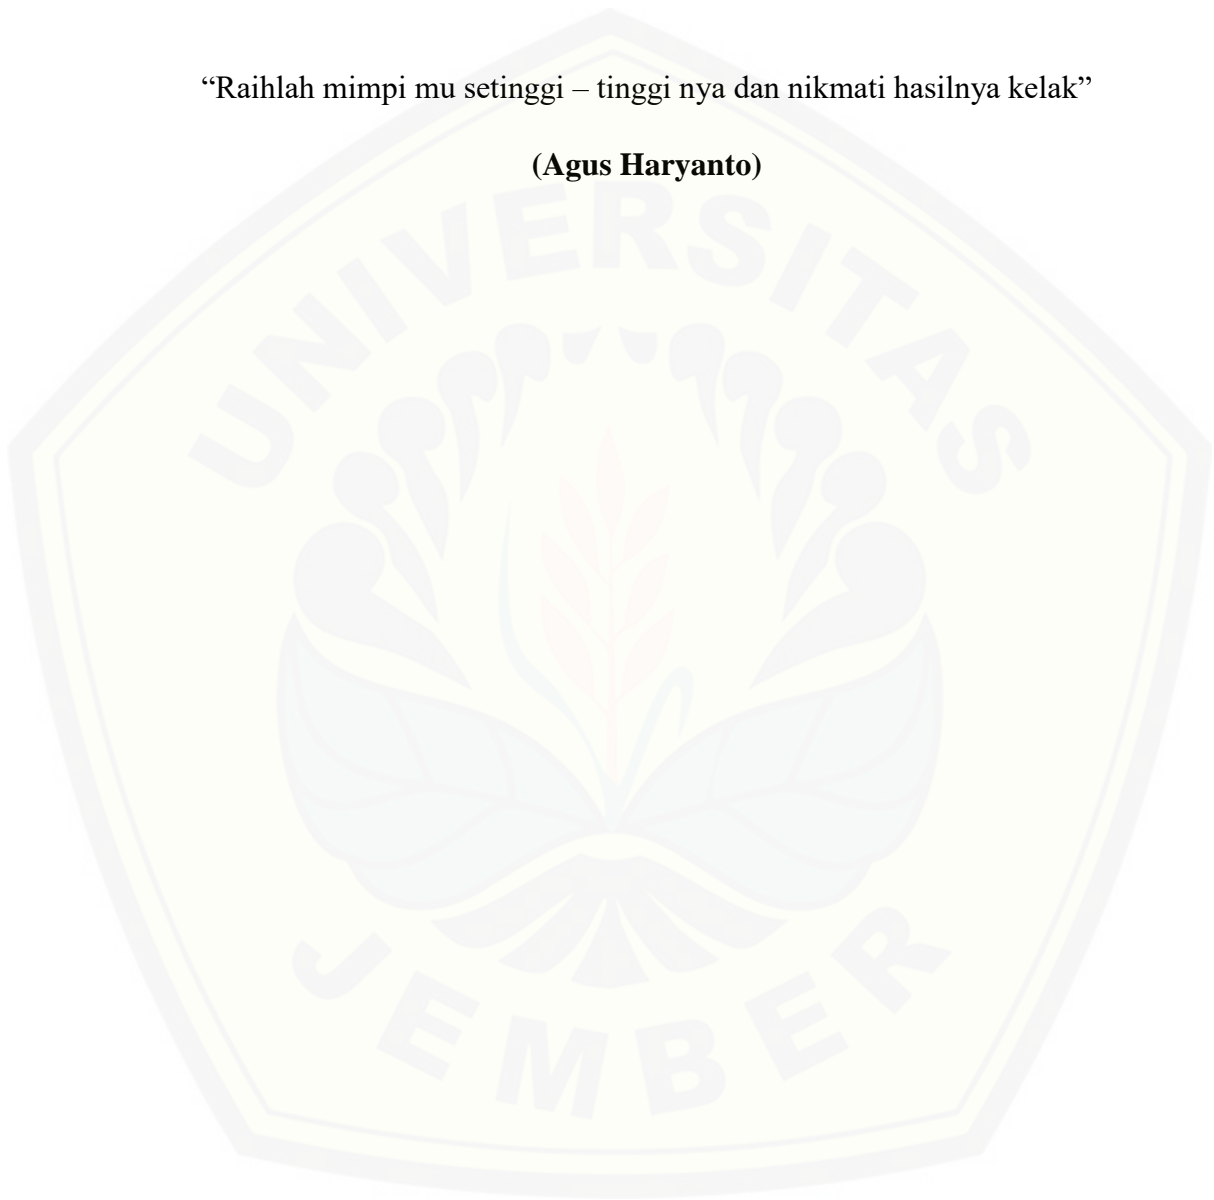 “Raihlah mimpi mu setinggi – tinggi nya dan nikmati hasilnya kelak”
(Agus Haryanto)
UNIVERSITAS
JEMBER